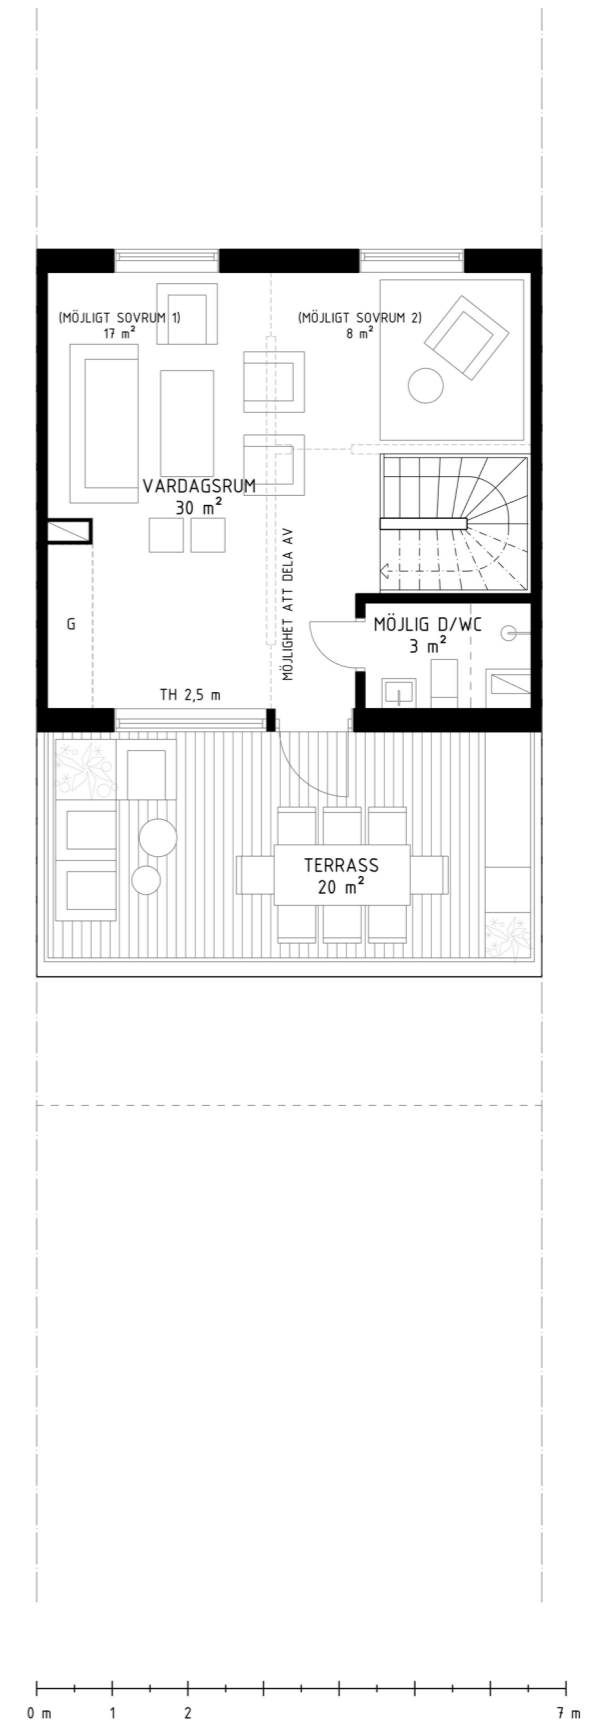 (MÖJLIGT SOVRUM 1)
17 m²
(MÖJLIGT SOVRUM 2)
8 m²
VARDAGSRUM
30 m²
MÖJLIGHET ATT DELA AV
G
MÖJLIG D/WC
3 m²
TH 2,5 m
TERRASS
20 m²
0 m 1 2 7 m